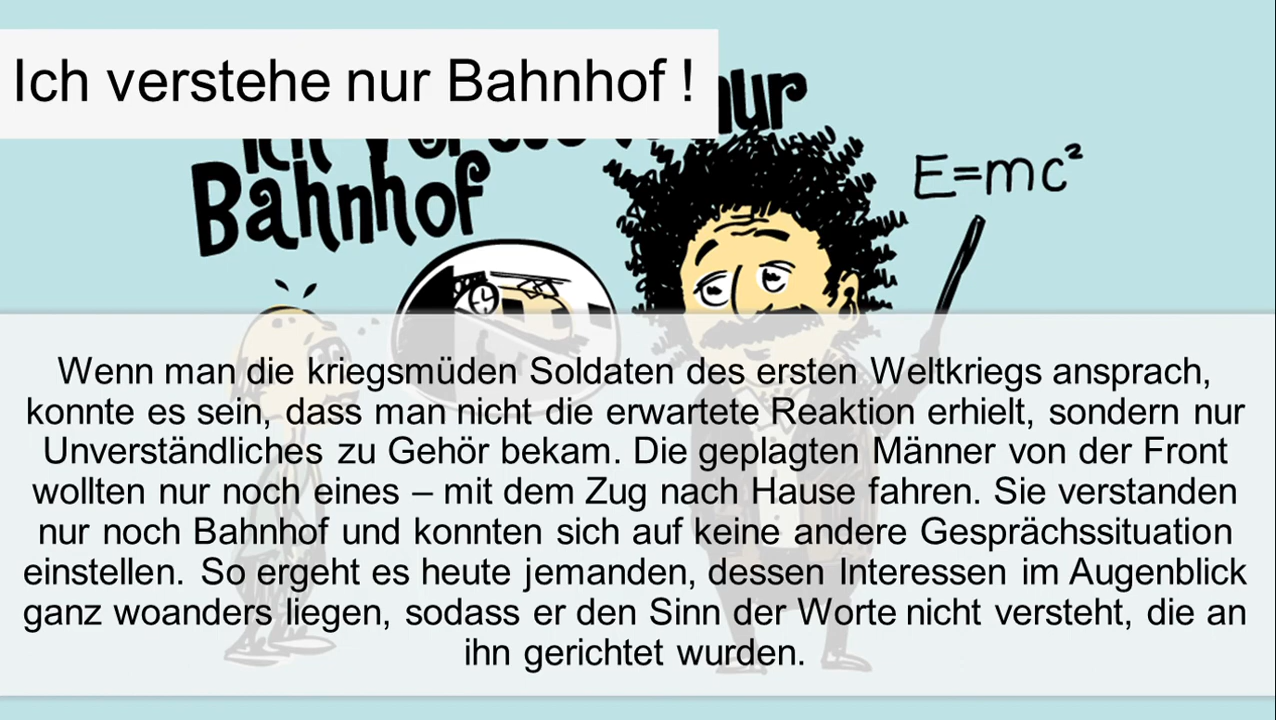 Ich verstehe nur Bahnhof !
nur
Bahnhof
E=mc²
Wenn man die kriegsmüden Soldaten des ersten Weltkriegs ansprach,
konnte es sein, dass man nicht die erwartete Reaktion erhielt, sondern nur
Unverständliches zu Gehör bekam. Die geplagten Männer von der Front
wollten nur noch eines – mit dem Zug nach Hause fahren. Sie verstanden
nur noch Bahnhof und konnten sich auf keine andere Gesprächssituation
einstellen. So ergeht es heute jemanden, dessen Interessen im Augenblick
ganz woanders liegen, sodass er den Sinn der Worte nicht versteht, die an
ihn gerichtet wurden.